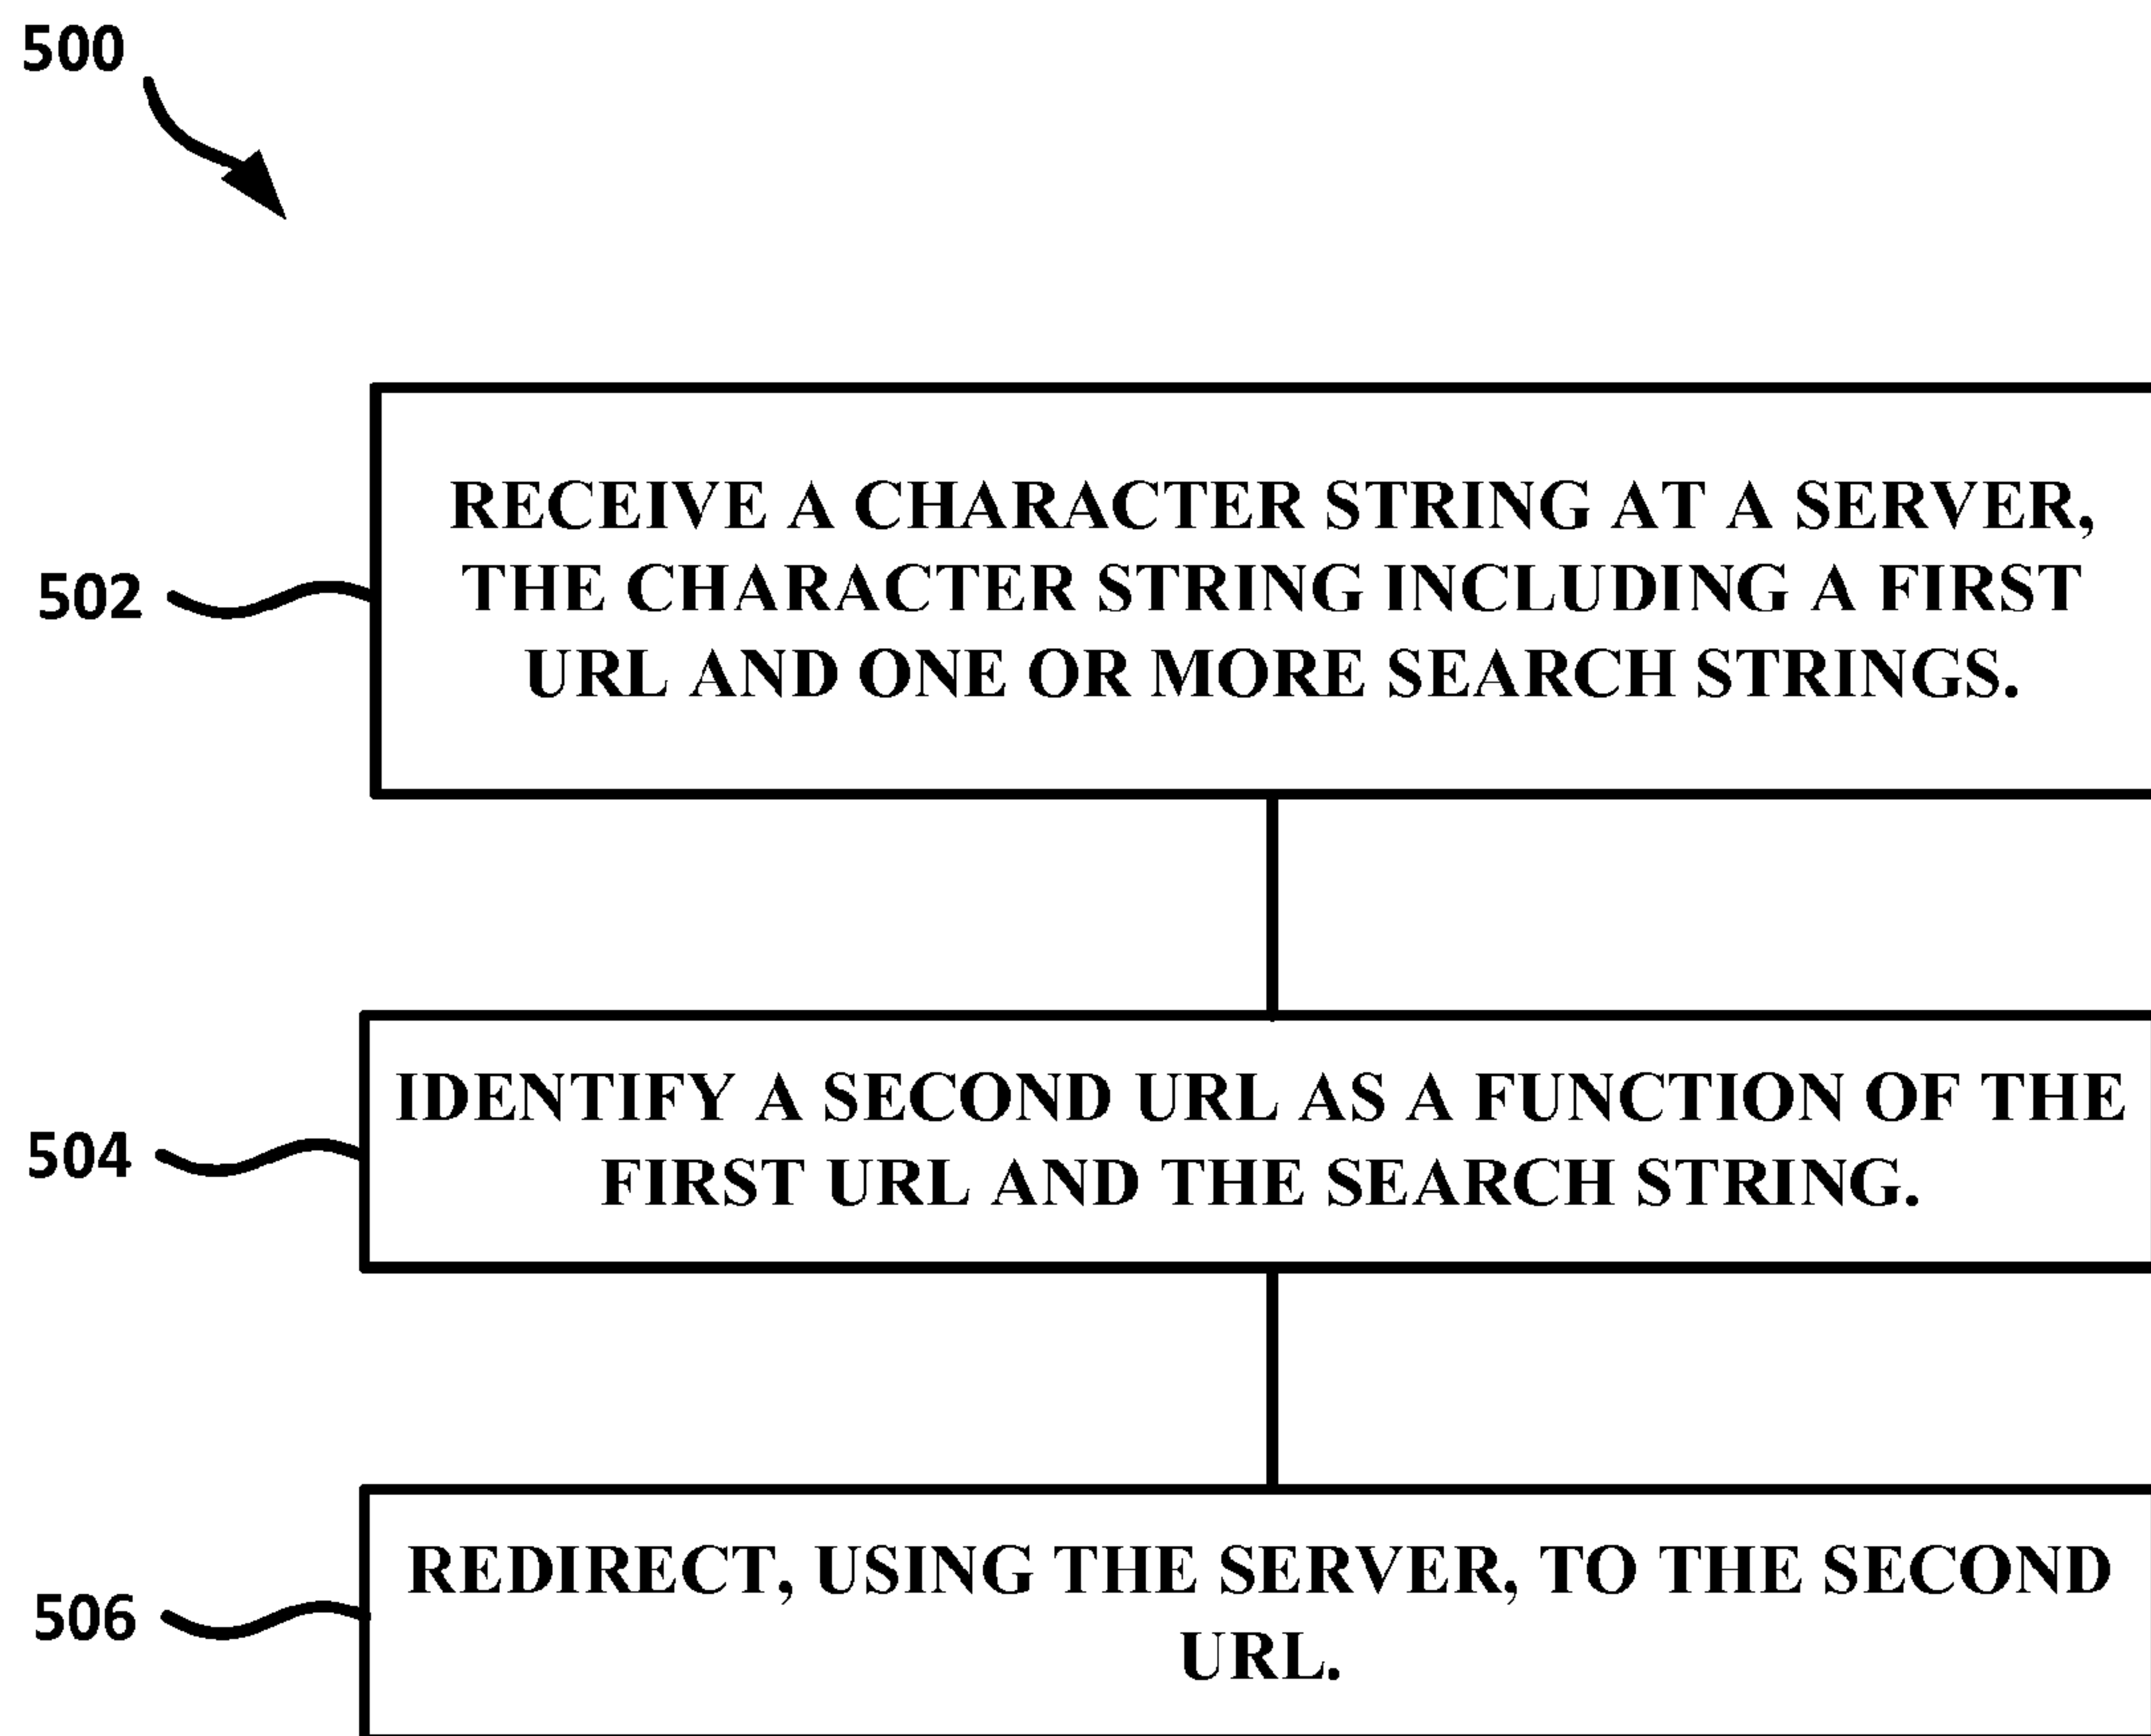 500
RECEIVE A CHARACTER STRING AT A SERVER,
THE CHARACTER STRING INCLUDING A FIRST
URL AND ONE OR MORE SEARCH STRINGS.
502
IDENTIFY A SECOND URL AS A FUNCTION OF THE
FIRST URL AND THE SEARCH STRING.
504
REDIRECT, USING THE SERVER, TO THE SECOND
URL.
506